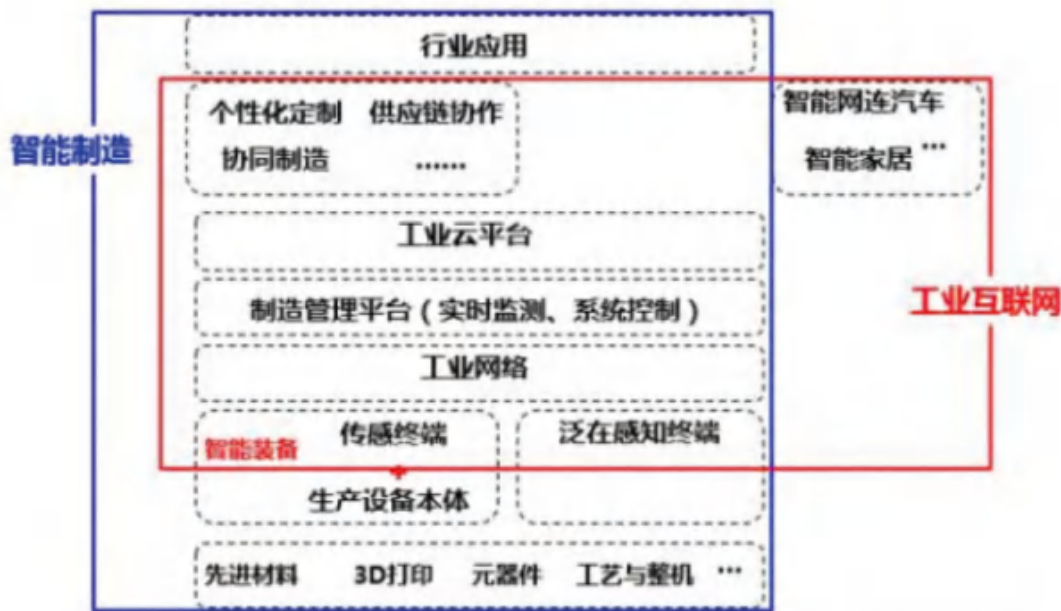 行业应用
个性化定制 供应链协作
智能网连汽车
智能制造
协同制造 ......
智能家居 ...
工业云平台
制造管理平台（实时监测、系统控制）
工业互联网
工业网络
智能装备 传感终端
泛在感知终端
+
生产设备本体
先进材料 3D打印 元器件 工艺与整机 ...